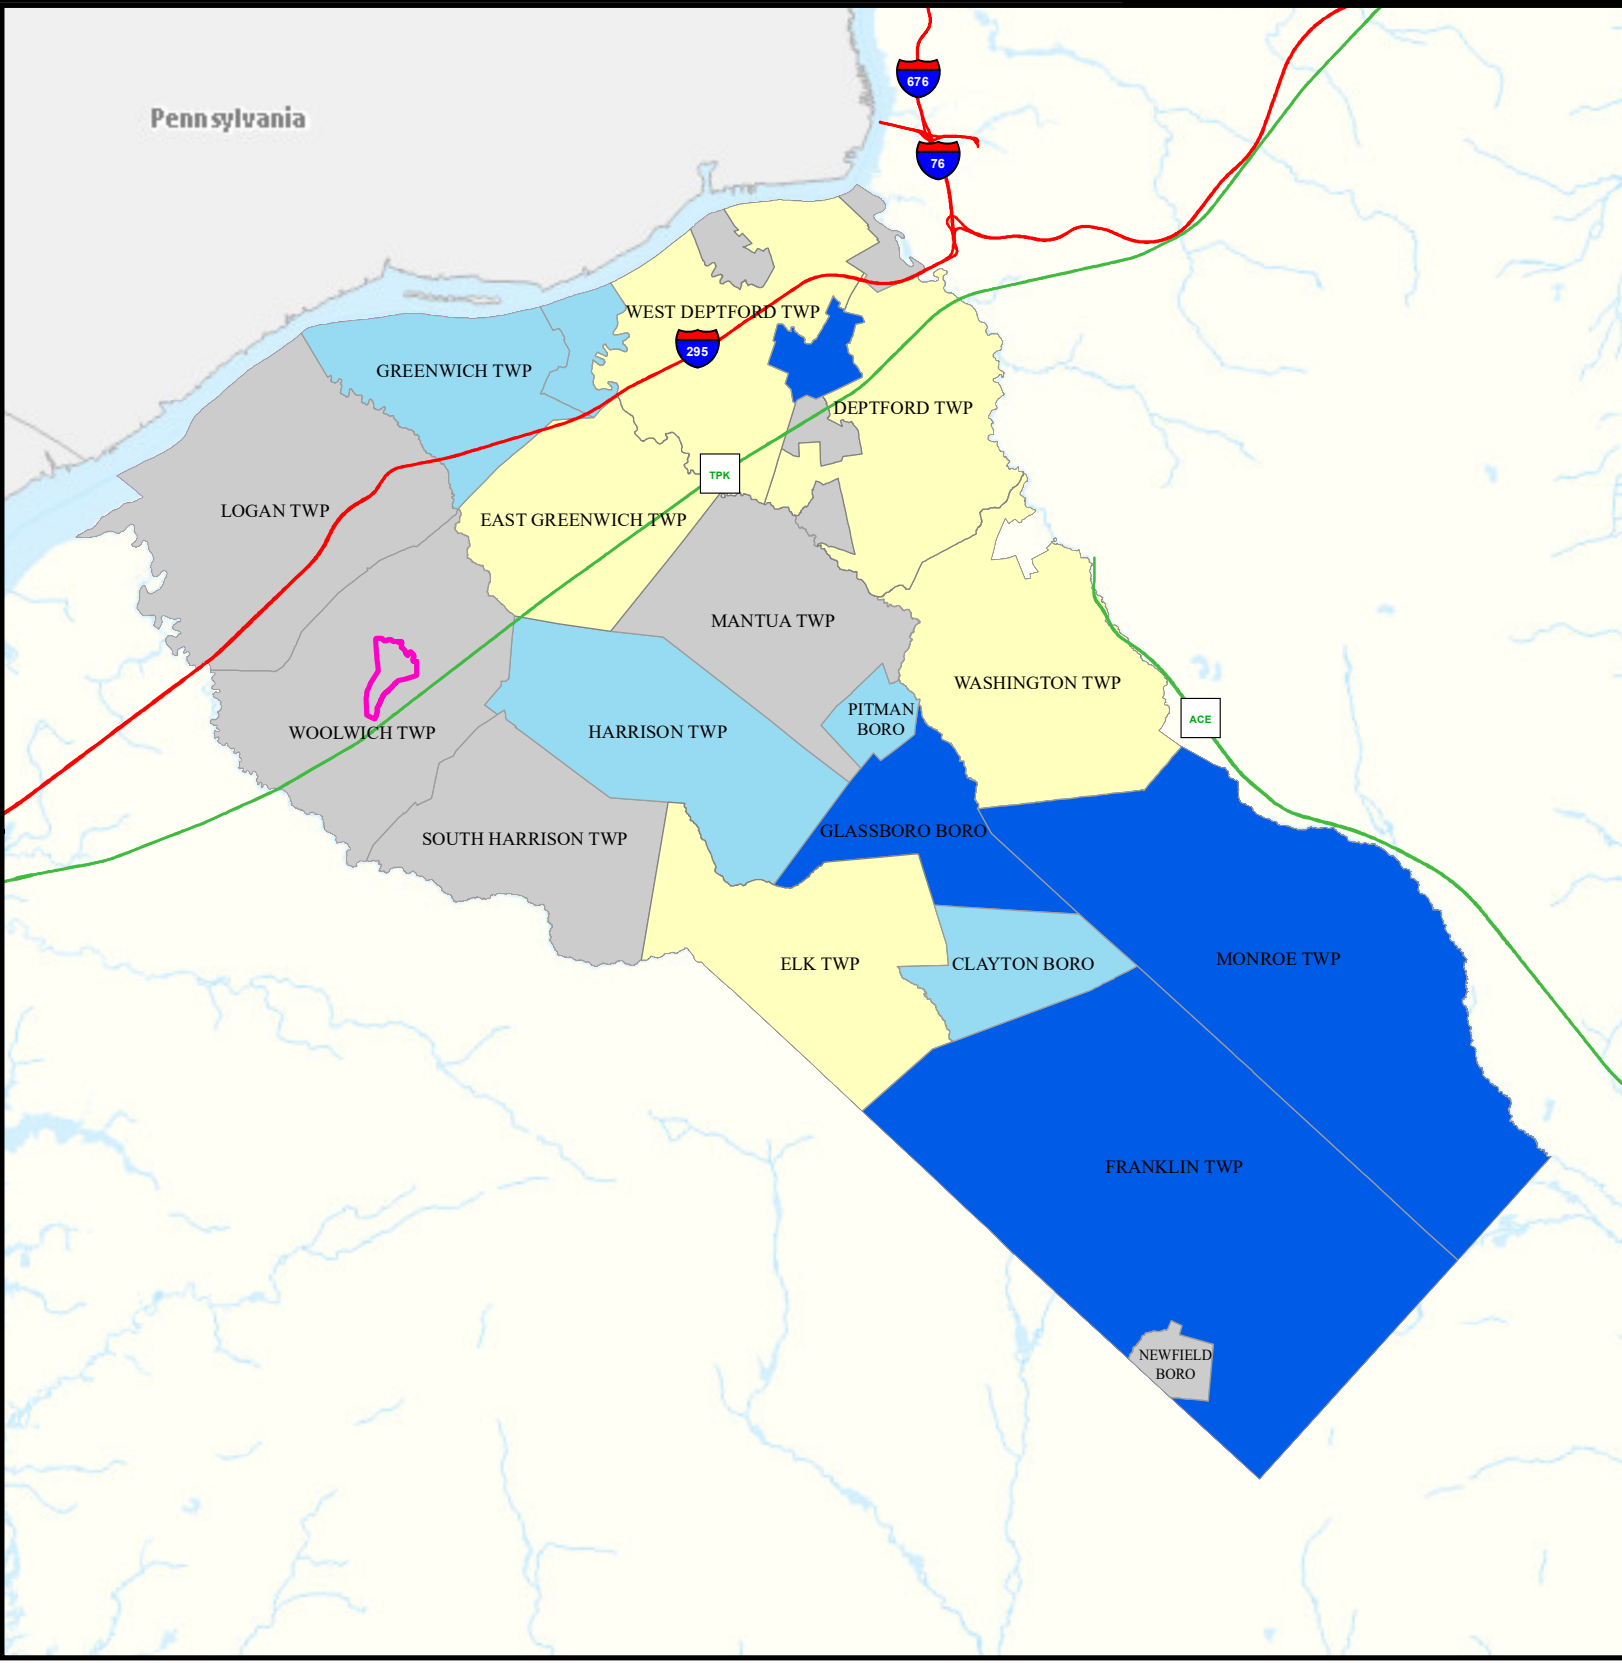 676
Pennsylvania
76
WEST DEPTFORD TWP
295
GREENWICH TWP
DEPTFORD TWP
TPK
LOGAN TWP
EAST GREENWICH TWP
MANTUA TWP
WASHINGTON TWP
PITMAN
BORO
ACE
WOOLWICH TWP
HARRISON TWP
GLASSBORO BORO
SOUTH HARRISON TWP
MONROE TWP
ELK TWP
CLAYTON BORO
FRANKLIN TWP
NEWFIELD
BORO